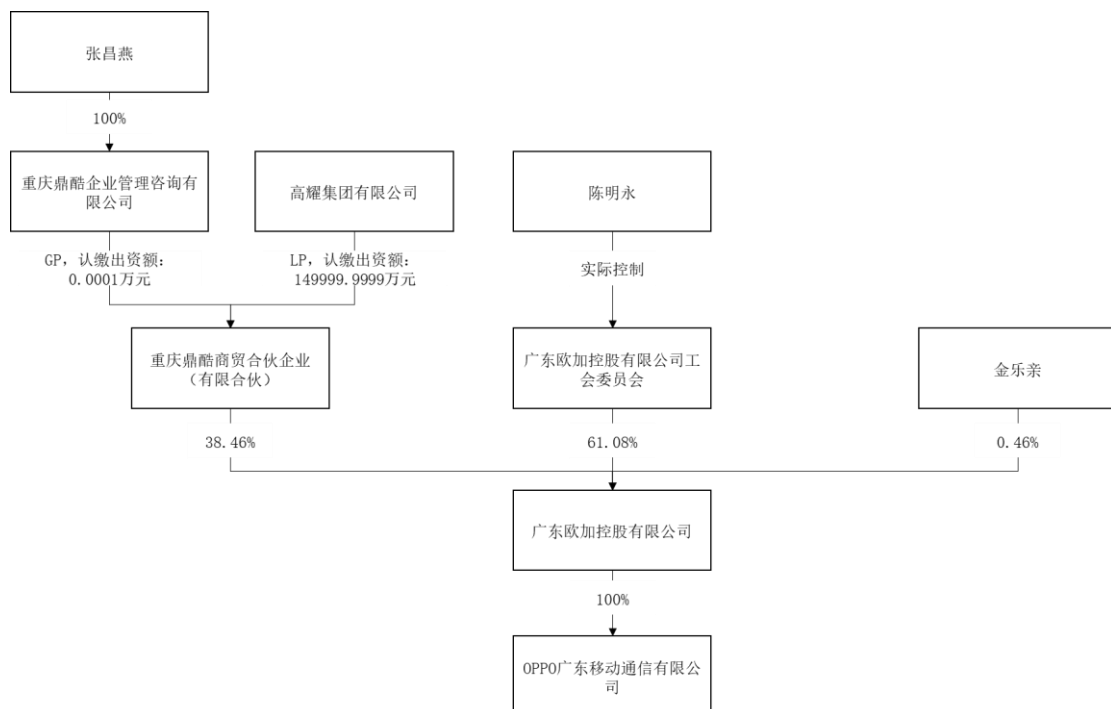 张昌燕
100%
重庆鼎酷企业管理咨询有
限公司
高耀集团有限公司
陈明永
GP，认缴出资额：
0.0001万元
LP，认缴出资额：
149999.9999万元
实际控制
重庆鼎酷商贸合伙企业
（有限合伙）
广东欧加控股有限公司工
会委员会
金乐亲
38.46%
61.08%
0.46%
广东欧加控股有限公司
100%
OPPO广东移动通信有限公
司